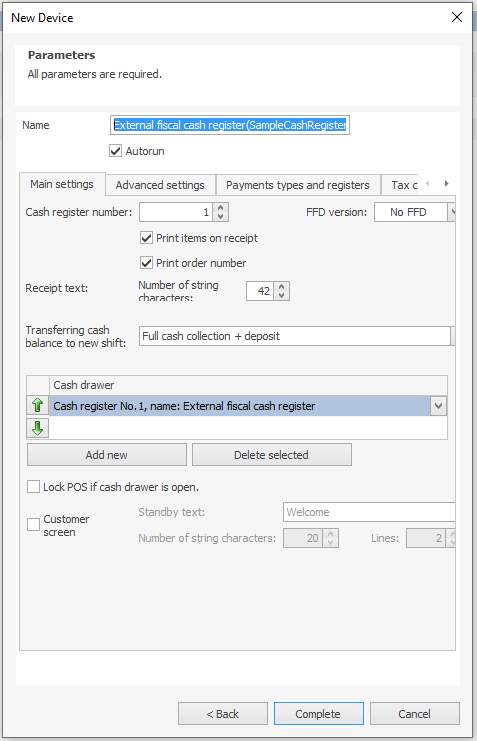 New Device
Parameters
All parameters are required.
Name External fiscal cash register(SampleCashRegister
Autorun
Main settings Advanced settings Payments types and registers Tax c
Cash register number: 1 FFD version: No FFD
Print items on receipt
Print order number
Receipt text: Number of string
characters: 42
Transferring cash
balance to new shift: Full cash collection + deposit
Cash drawer
Cash register No.1, name: External fiscal cash register
Add new Delete selected
Lock POS if cash drawer is open.
Customer
screen
Standby text: Welcome
Number of string characters: 20 Lines: 2
< Back Complete Cancel